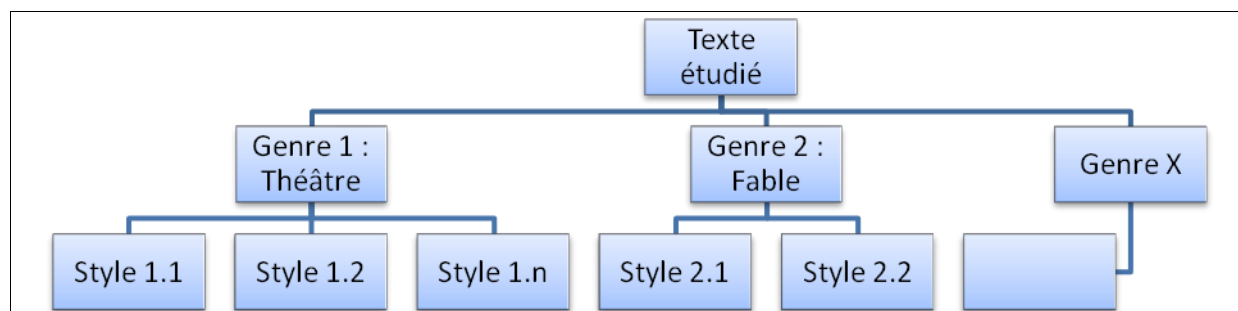 Texte
étudié
Genre 1 :
Théâtre
Genre 2 :
Fable
Genre X
Style 1.1
Style 1.2
Style 1.n
Style 2.1
Style 2.2